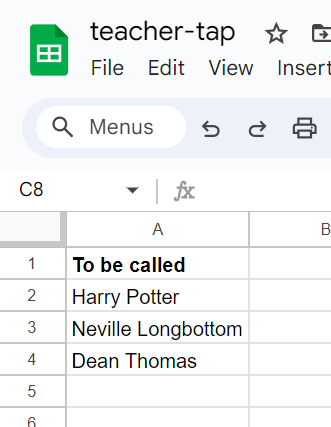 teacher-tap
File Edit View Insert
Menus
C8 fx
A B
1 To be called
2 Harry Potter
3 Neville Longbottom
4 Dean Thomas
5
6